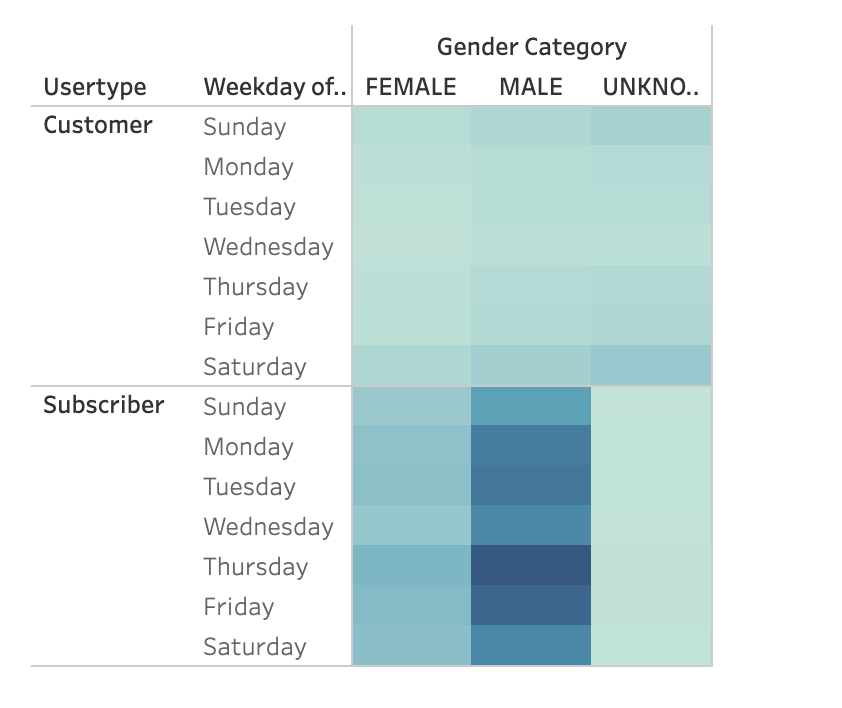 Gender Category
Usertype Weekday of.. FEMALE MALE UNKNO..
Customer Sunday
Monday
Tuesday
Wednesday
Thursday
Friday
Saturday
Subscriber Sunday
Monday
Tuesday
Wednesday
Thursday
Friday
Saturday